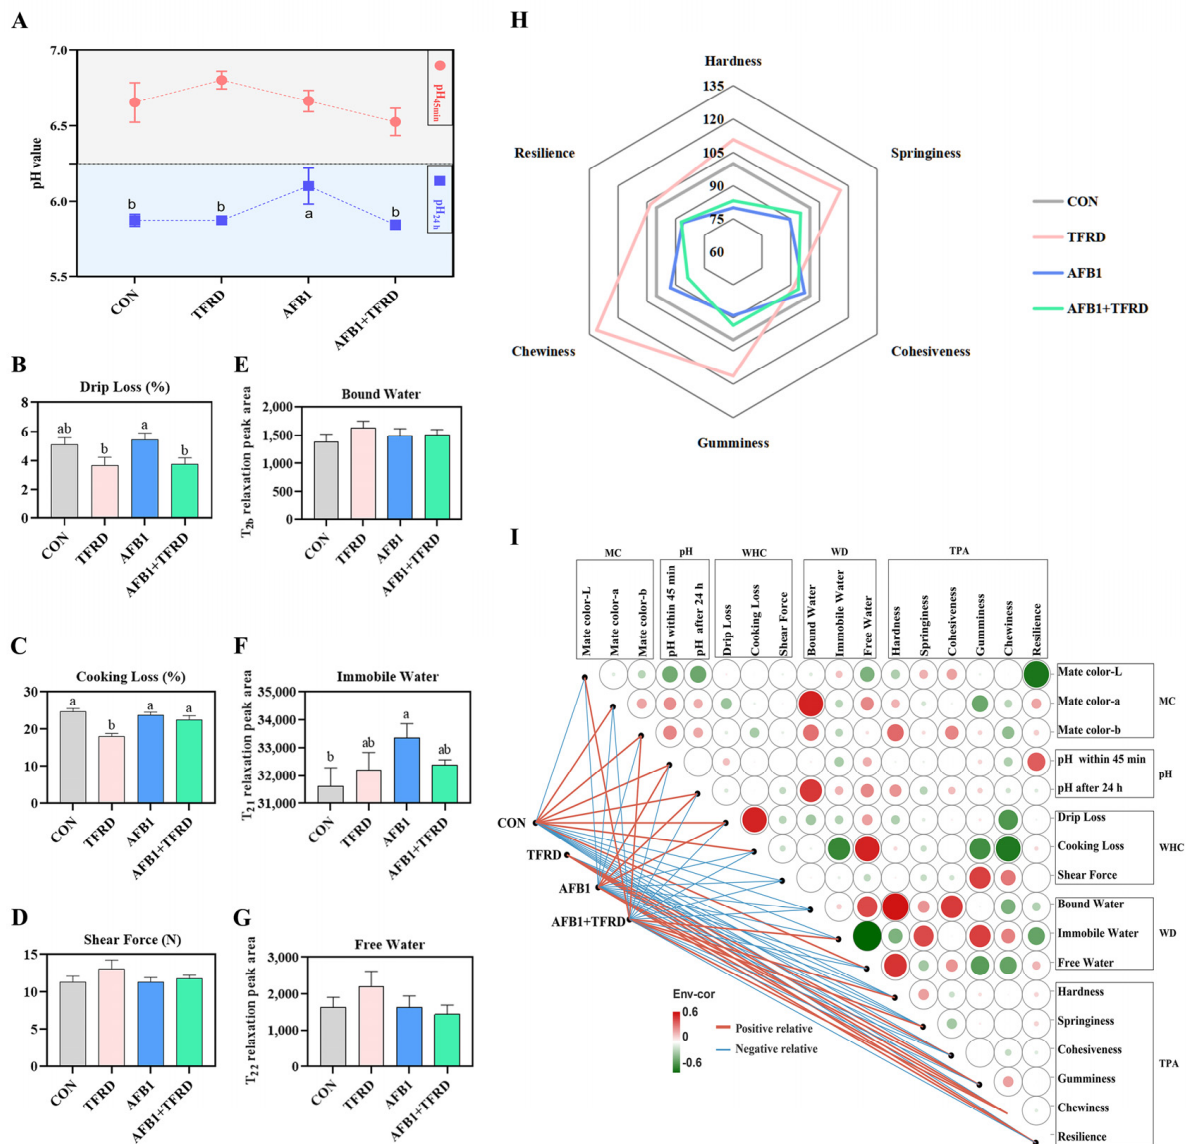 A
7.0
6.5
6.0
5.5
pH value
pH45min
pH24 h
b
b
a
b
CON
TFRD
AFB1
AFB1+TFRD
B
Drip Loss (%)
8
6
4
2
0
ab
b
a
b
CON
TFRD
AFB1
AFB1+TFRD
E
Bound Water
T2b relaxation peak area
2,000
1,500
1,000
500
0
CON
TFRD
AFB1
AFB1+TFRD
C
Cooking Loss (%)
30
20
10
0
a
b
a
a
CON
TFRD
AFB1
AFB1+TFRD
F
Immobile Water
T21 relaxation peak area
35,000
34,000
33,000
32,000
31,000
b
ab
a
ab
CON
TFRD
AFB1
AFB1+TFRD
D
Shear Force (N)
15
10
5
0
CON
TFRD
AFB1
AFB1+TFRD
G
Free Water
T22 relaxation peak area
3,000
2,000
1,000
0
CON
TFRD
AFB1
AFB1+TFRD
H
Hardness
Springiness
Cohesiveness
Gumminess
Chewiness
Resilience
135
120
105
90
75
60
CON
TFRD
AFB1
AFB1+TFRD
I
MC
pH
WHC
WD
TPA
Mate color-L
Mate color-a
Mate color-b
pH within 45 min
pH after 24 h
Drip Loss
Cooking Loss
Shear Force
Bound Water
Immobile Water
Free Water
Hardness
Springiness
Cohesiveness
Gumminess
Chewiness
Resilience
Mate color-L
Mate color-a
Mate color-b
MC
pH within 45 min
pH after 24 h
pH
Drip Loss
Cooking Loss
Shear Force
WHC
Bound Water
Immobile Water
Free Water
WD
Hardness
Springiness
Cohesiveness
Gumminess
Chewiness
Resilience
TPA
CON
TFRD
AFB1
AFB1+TFRD
Env-cor
0.6
0
-0.6
Positive relative
Negative relative